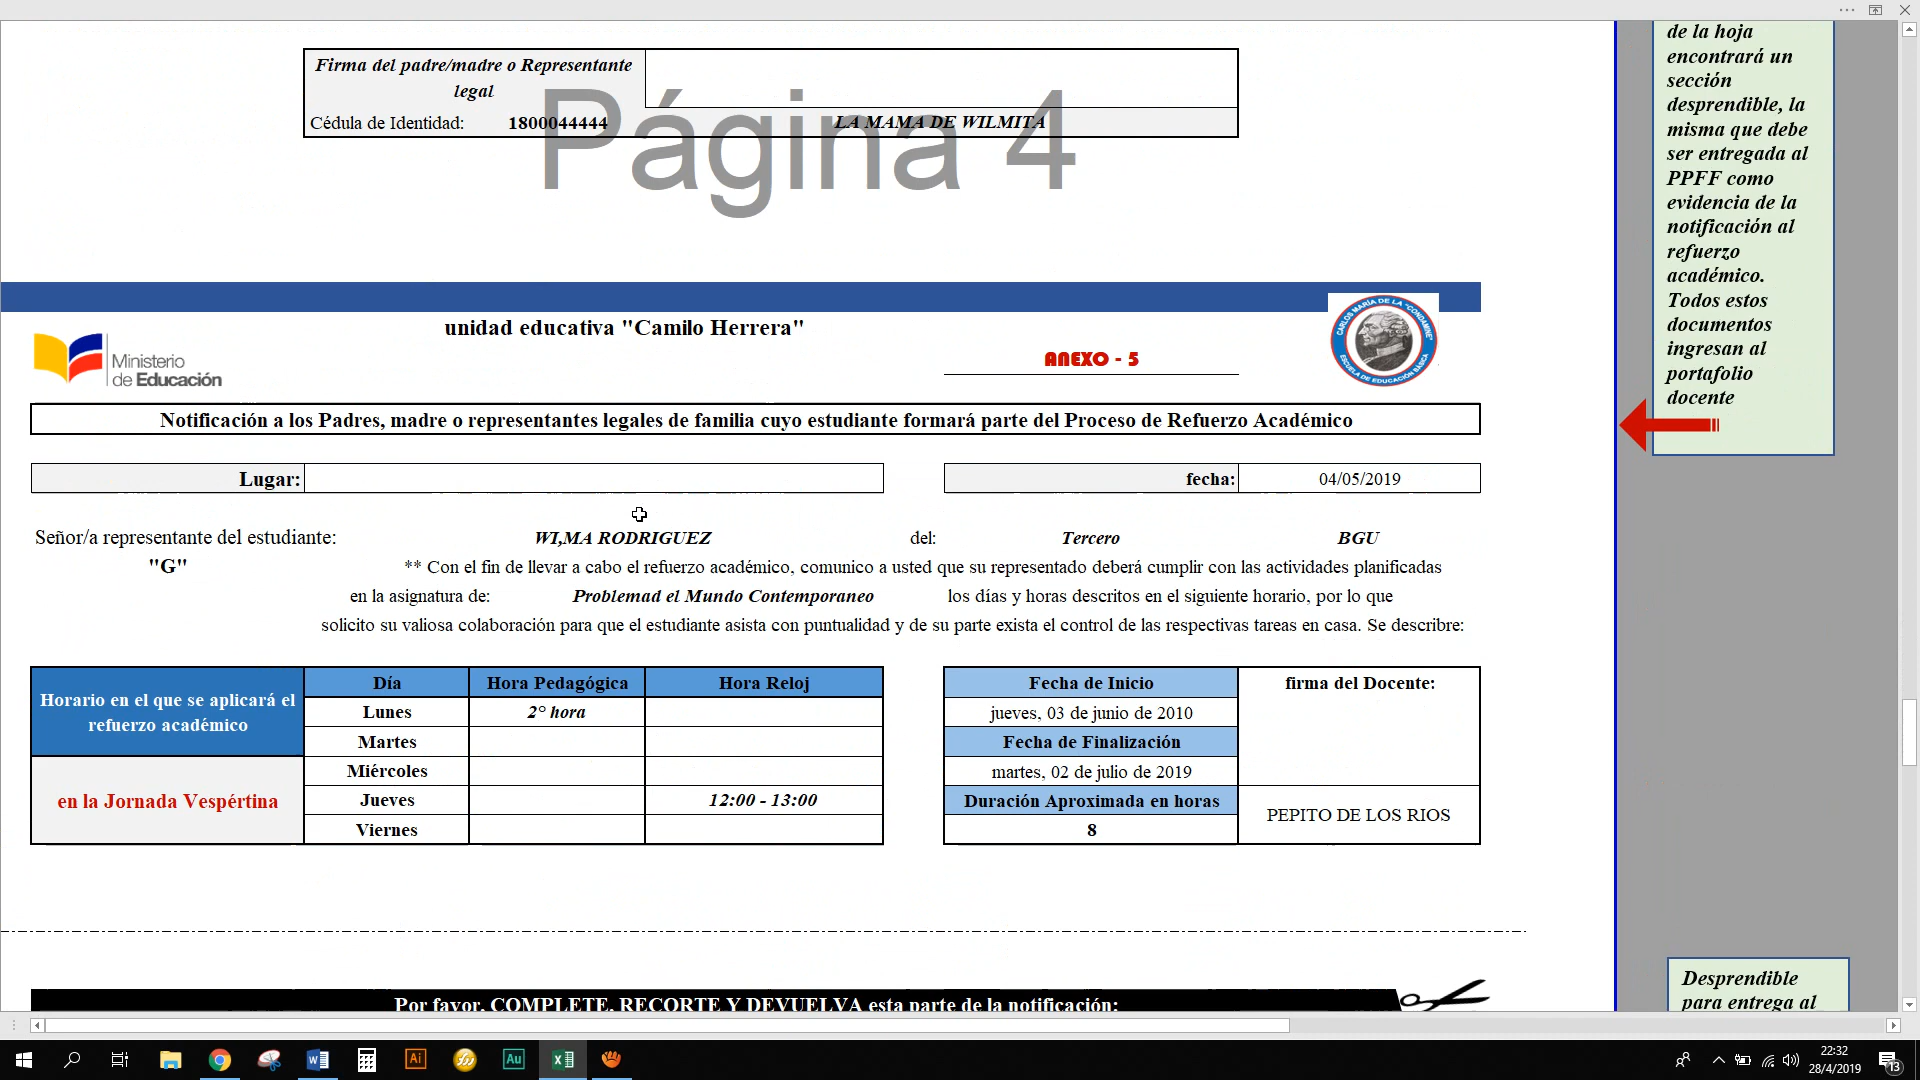 Firma del padre/madre o Representante
legal
Cédula de Identidad: 1800044444 LA MAMA DE WILMITA
Página 4
unidad educativa "Camilo Herrera"
Ministerio
de Educación
ANEXO - 5
CARLOS MARÍA DE LA "CONDAMINE"
ESCUELA DE EDUCACIÓN BÁSICA
Notificación a los Padres, madre o representantes legales de familia cuyo estudiante formará parte del Proceso de Refuerzo Académico
Lugar: fecha: 04/05/2019
Señor/a representante del estudiante: WI,MA RODRIGUEZ del: Tercero BGU
"G" ** Con el fin de llevar a cabo el refuerzo académico, comunico a usted que su representado deberá cumplir con las actividades planificadas
en la asignatura de: Problemad el Mundo Contemporaneo los días y horas descritos en el siguiente horario, por lo que
solicito su valiosa colaboración para que el estudiante asista con puntualidad y de su parte exista el control de las respectivas tareas en casa. Se describe:
Horario en el que se aplicará el
refuerzo académico
en la Jornada Vespértina
Día Hora Pedagógica Hora Reloj
Lunes 2° hora
Martes
Miércoles
Jueves 12:00 - 13:00
Viernes
Fecha de Inicio
jueves, 03 de junio de 2010
Fecha de Finalización
martes, 02 de julio de 2019
Duración Aproximada en horas
8
firma del Docente:
PEPITO DE LOS RIOS
Por favor, COMPLETE, RECORTE Y DEVUELVA esta parte de la notificación:
de la hoja
encontrará un
sección
desprendible, la
misma que debe
ser entregada al
PPFF como
evidencia de la
notificación al
refuerzo
académico.
Todos estos
documentos
ingresan al
portafolio
docente
Desprendible
para entrega al
Ai
Au
22:32
28/4/2019
13